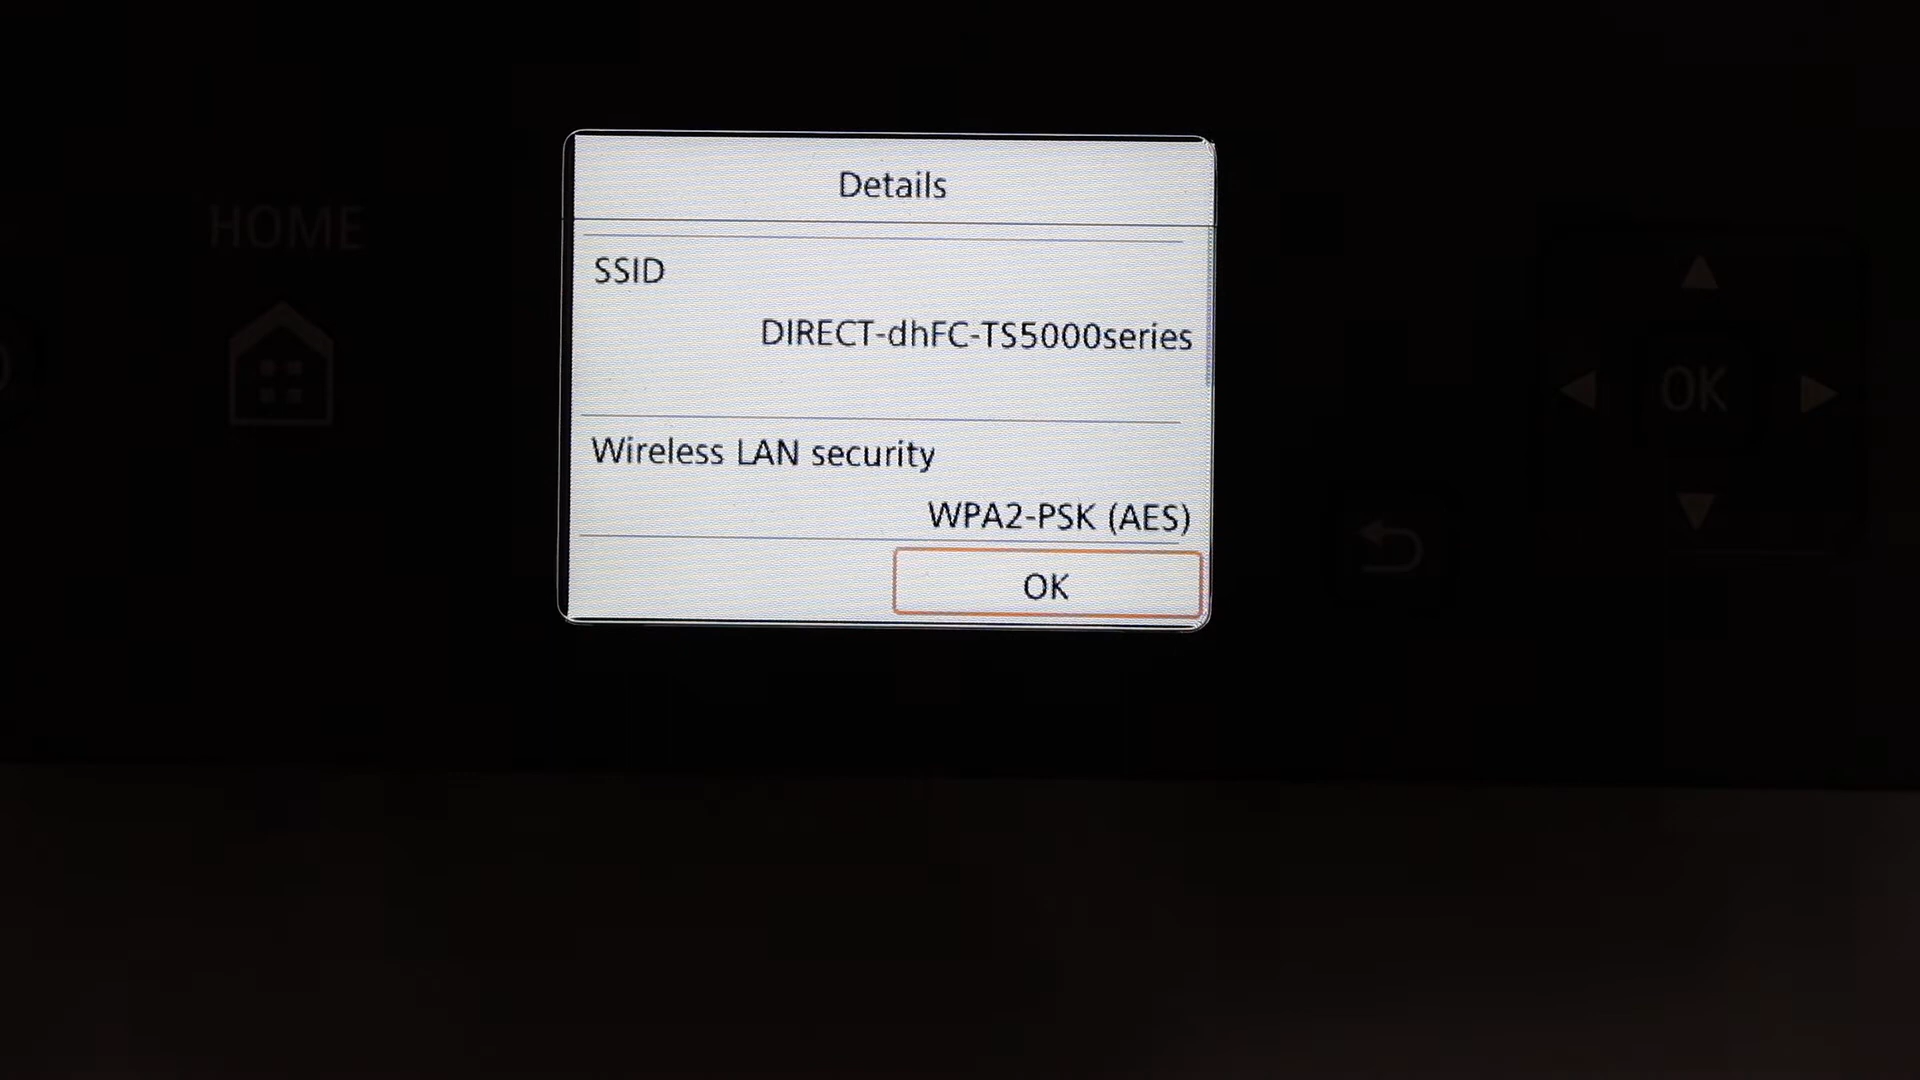 Details
HOME
SSID
DIRECT-dhFC-TS5000series
OK
Wireless LAN security
WPA2-PSK (AES)
OK